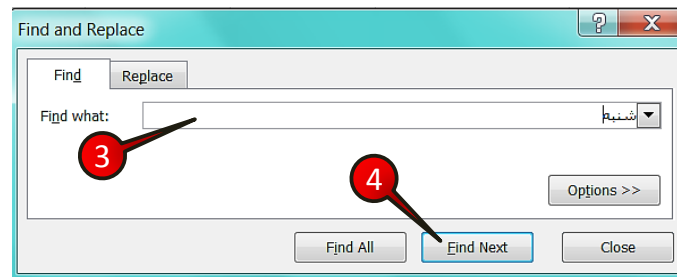 Find and Replace
Find Replace
Find what: شنبه
3
4
Options >>
Find All Find Next Close